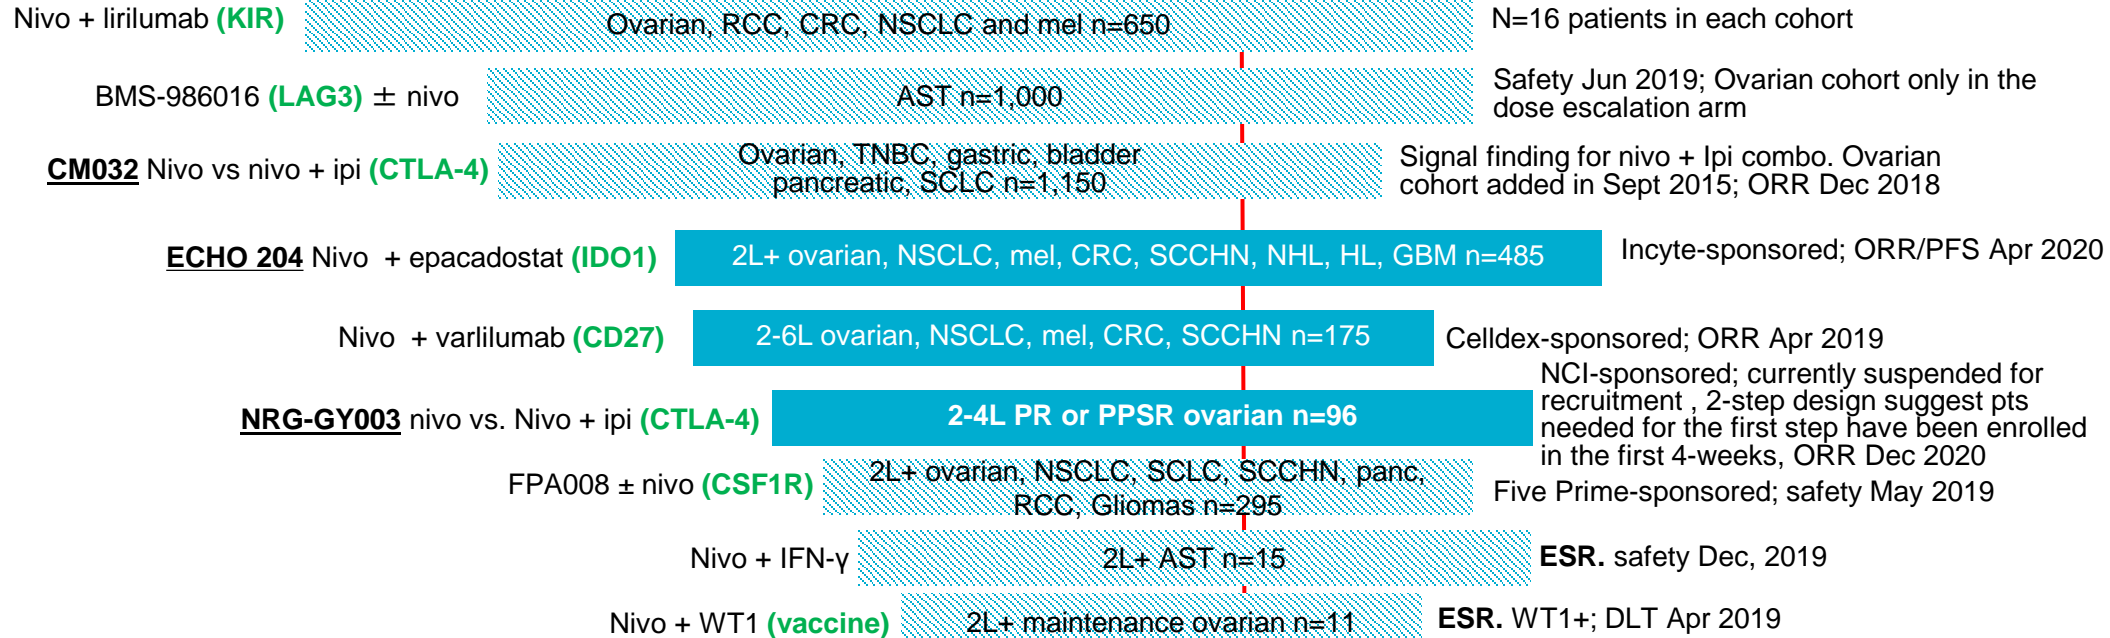 Nivo + lirilumab (KIR)
Ovarian, RCC, CRC, NSCLC and mel n=650
N=16 patients in each cohort
BMS-986016 (LAG3) ± nivo
AST n=1,000
Safety Jun 2019; Ovarian cohort only in the
dose escalation arm
CM032 Nivo vs nivo + ipi (CTLA-4)
Ovarian, TNBC, gastric, bladder
pancreatic, SCLC n=1,150
Signal finding for nivo + Ipi combo. Ovarian
cohort added in Sept 2015; ORR Dec 2018
ECHO 204 Nivo + epacadostat (IDO1)
2L+ ovarian, NSCLC, mel, CRC, SCCHN, NHL, HL, GBM n=485
Incyte-sponsored; ORR/PFS Apr 2020
Nivo + varlilumab (CD27)
2-6L ovarian, NSCLC, mel, CRC, SCCHN n=175
Celldex-sponsored; ORR Apr 2019
NRG-GY003 nivo vs. Nivo + ipi (CTLA-4)
2-4L PR or PPSR ovarian n=96
NCI-sponsored; currently suspended for
recruitment , 2-step design suggest pts
needed for the first step have been enrolled
in the first 4-weeks, ORR Dec 2020
FPA008 ± nivo (CSF1R)
2L+ ovarian, NSCLC, SCLC, SCCHN, panc,
RCC, Gliomas n=295
Five Prime-sponsored; safety May 2019
Nivo + IFN-γ
2L+ AST n=15
ESR. safety Dec, 2019
Nivo + WT1 (vaccine)
2L+ maintenance ovarian n=11
ESR. WT1+; DLT Apr 2019